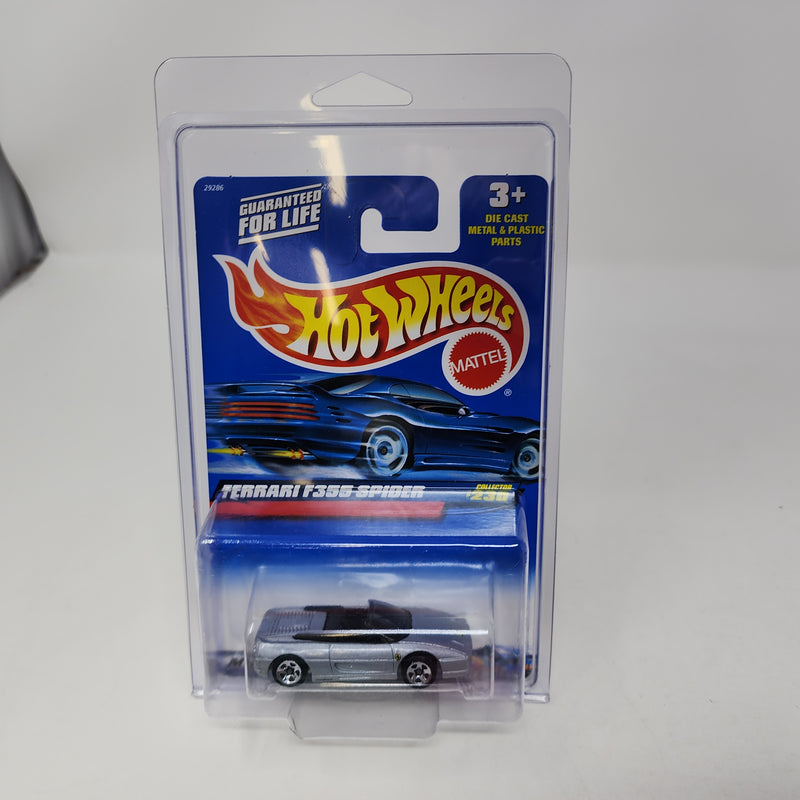 29286
GUARANTEED
FOR LIFE
3+
DIE CAST
METAL & PLASTIC
PARTS
HOT WHEELS
MATTEL
®
FERRARI F355 SPIDER
COLLECTOR